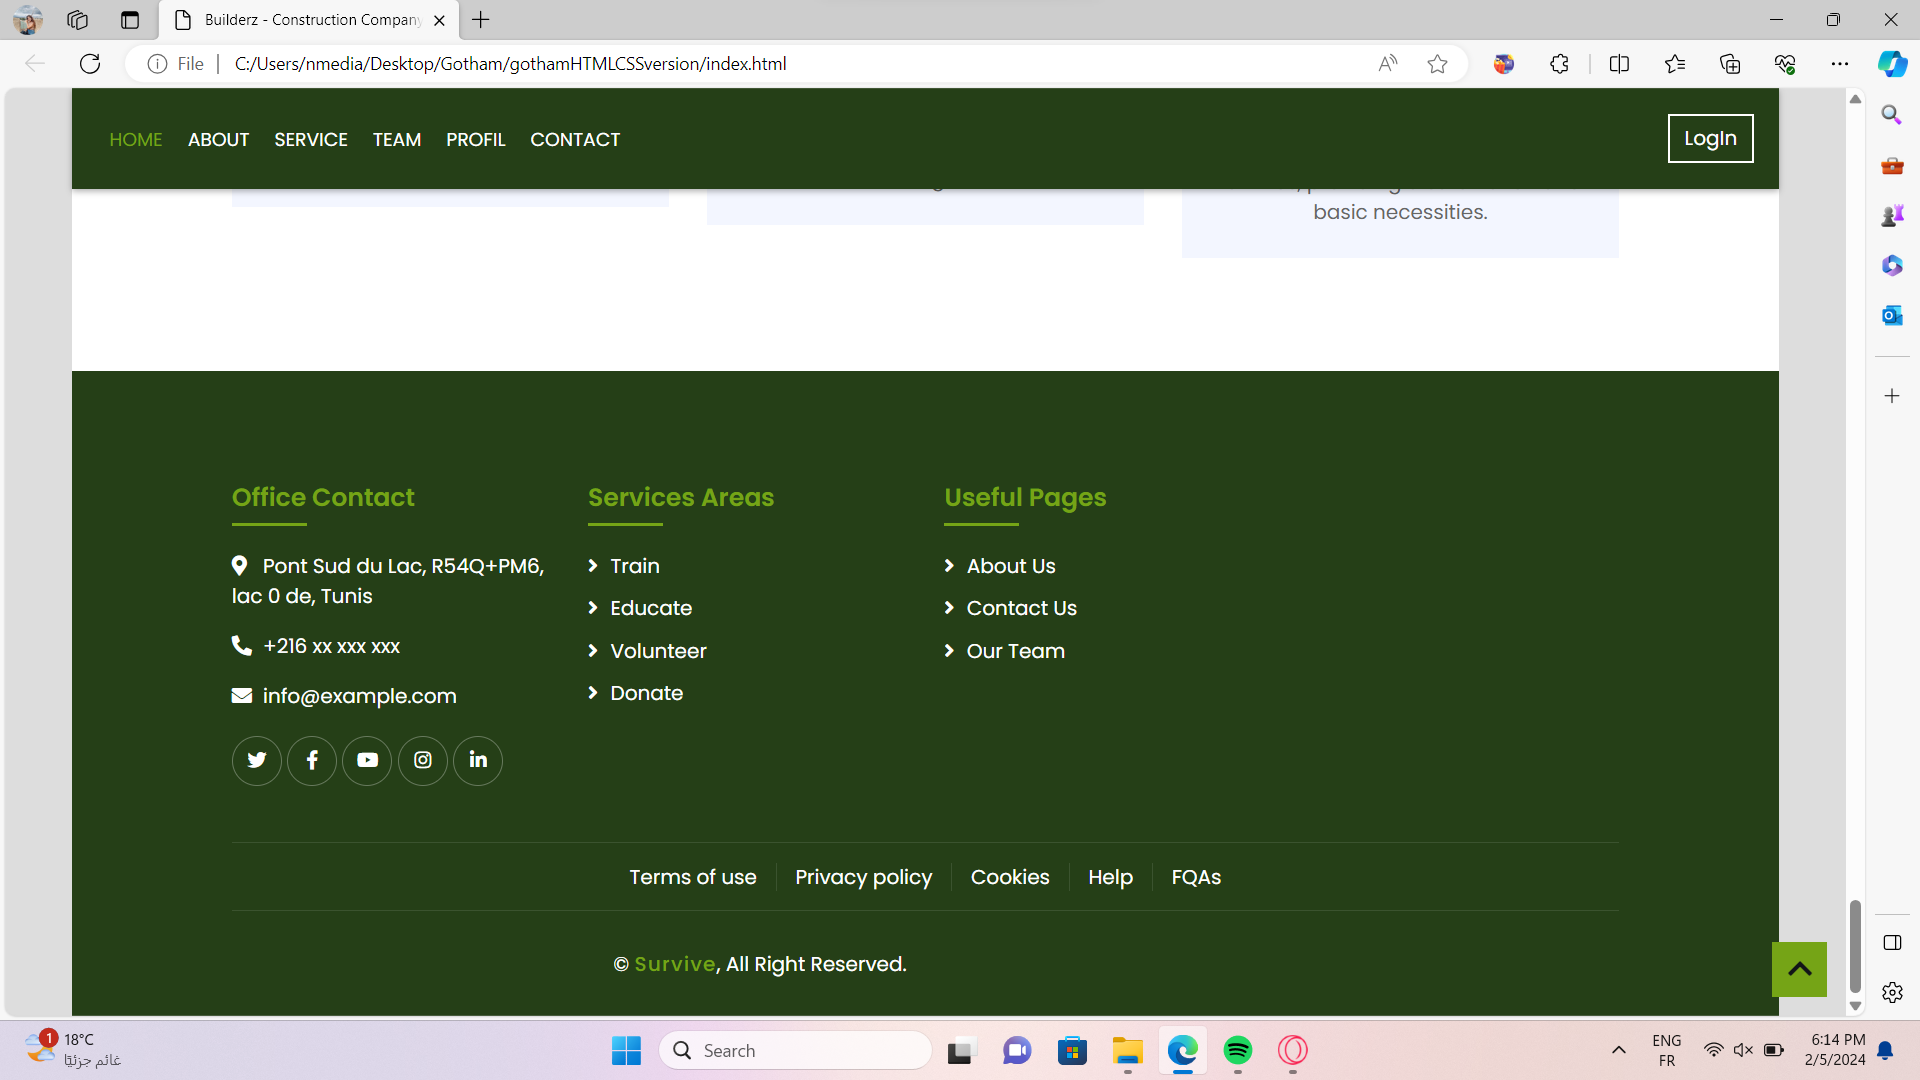 Builderz - Construction Company
File
C:/Users/nmedia/Desktop/Gotham/gothamHTMLCSSversion/index.html
HOME ABOUT SERVICE TEAM PROFIL CONTACT
LogIn
basic necessities.
Office Contact
Pont Sud du Lac, R54Q+PM6,
lac 0 de, Tunis
+216 xx xxx xxx
info@example.com
Services Areas
Train
Educate
Volunteer
Donate
Useful Pages
About Us
Contact Us
Our Team
Terms of use
Privacy policy
Cookies
Help
FQAs
© Survive, All Right Reserved.
1
18°C
غائم جزئيًا
Search
ENG
FR
6:14 PM
2/5/2024